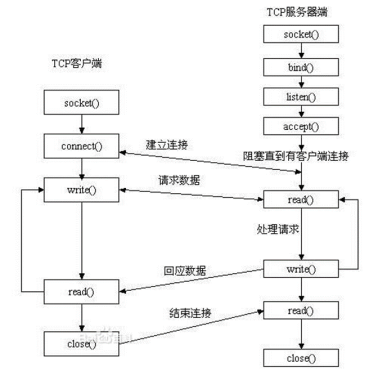 TCP服务器端
socket()
bind()
TCP客户端
listen()
socket()
accept()
connect()
建立连接
阻塞直到有客户端连接
write()
请求数据
read()
处理请求
回应数据
write()
read()
结束连接
read()
close()
close()